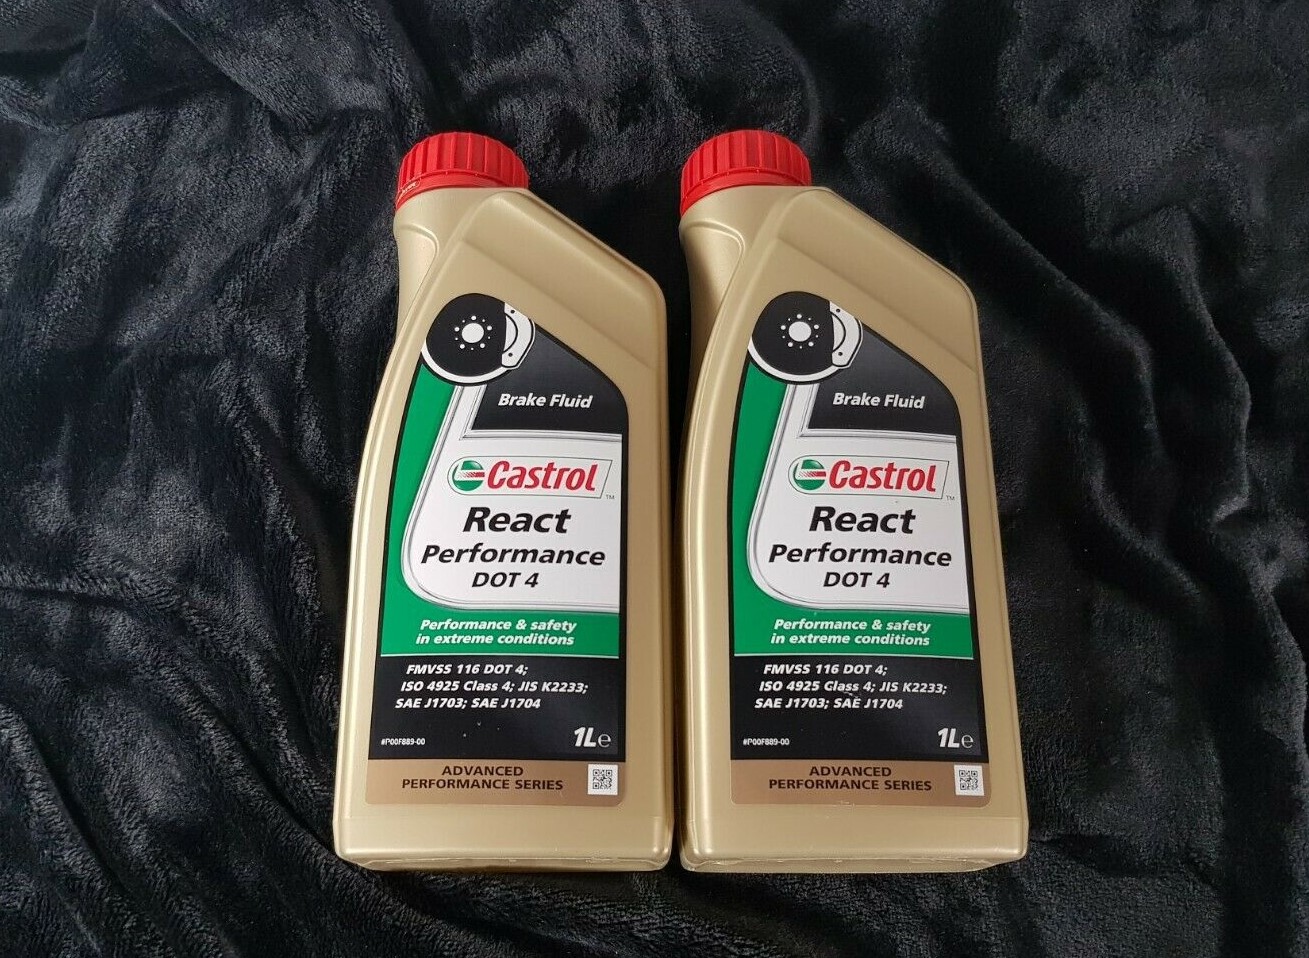 Brake Fluid
Castrol
TM
React
Performance
DOT 4
Performance & safety
in extreme conditions
FMVSS 116 DOT 4;
ISO 4925 Class 4; JIS K2233;
SAE J1703; SAE J1704
#P00F889-00
1L℮
ADVANCED
PERFORMANCE SERIES
Brake Fluid
Castrol
TM
React
Performance
DOT 4
Performance & safety
in extreme conditions
FMVSS 116 DOT 4;
ISO 4925 Class 4; JIS K2233;
SAE J1703; SAE J1704
#P00F889-00
1L℮
ADVANCED
PERFORMANCE SERIES